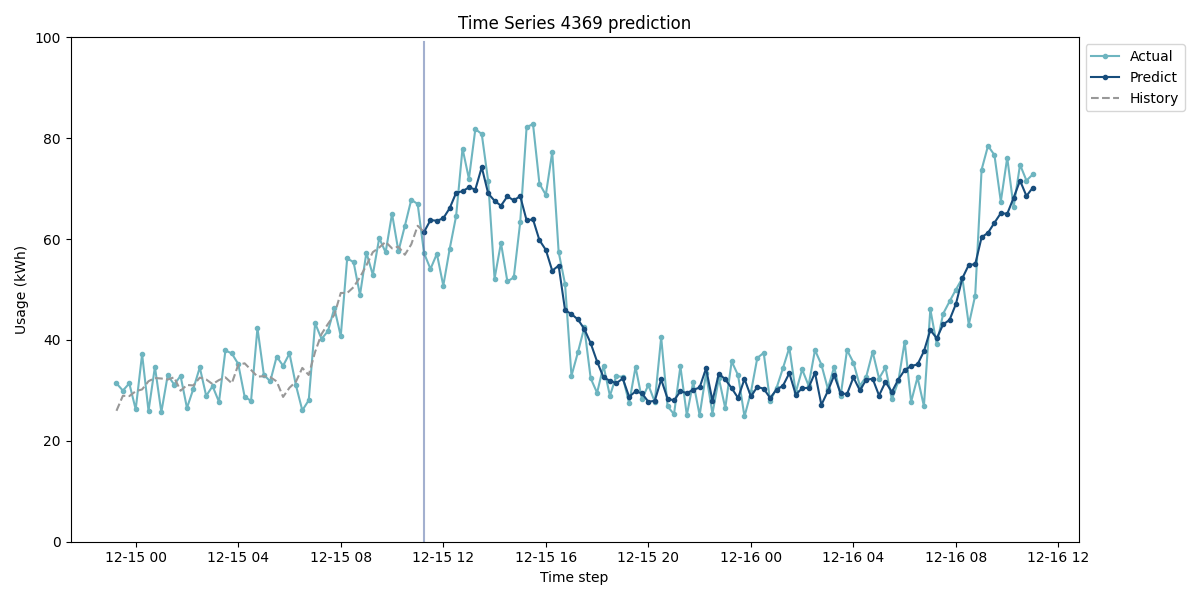 Time Series 4369 prediction
Usage (kWh)
100
80
60
40
20
0
12-15 00
12-15 04
12-15 08
12-15 12
12-15 16
12-15 20
12-16 00
12-16 04
12-16 08
12-16 12
Time step
Actual
Predict
History